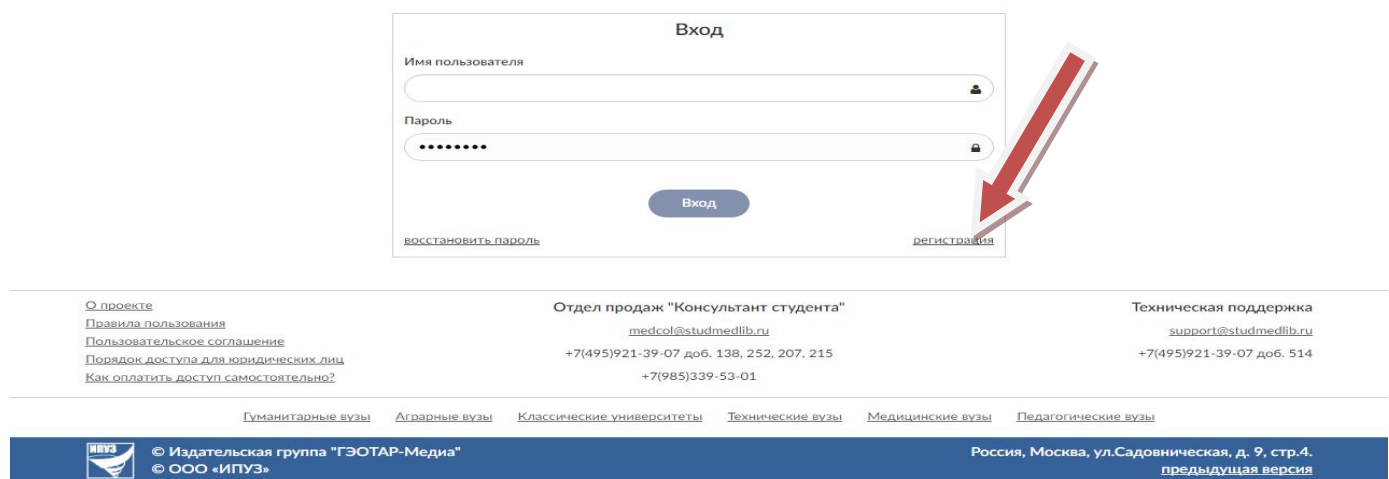 Вход
Имя пользователя
Пароль
••••••••
Вход
восстановить пароль
регистрация
О проекте
Правила пользования
Пользовательское соглашение
Порядок доступа для юридических лиц
Как оплатить доступ самостоятельно?
Отдел продаж "Консультант студента"
medcol@studmedlib.ru
+7(495)921-39-07 доб. 138, 252, 207, 215
+7(985)339-53-01
Техническая поддержка
support@studmedlib.ru
+7(495)921-39-07 доб. 514
Гуманитарные вузы Аграрные вузы Классические университеты Технические вузы Медицинские вузы Педагогические вузы
ИПУЗ
© Издательская группа "ГЭОТАР-Медиа"
© ООО «ИПУЗ»
Россия, Москва, ул.Садовническая, д. 9, стр.4.
предыдущая версия